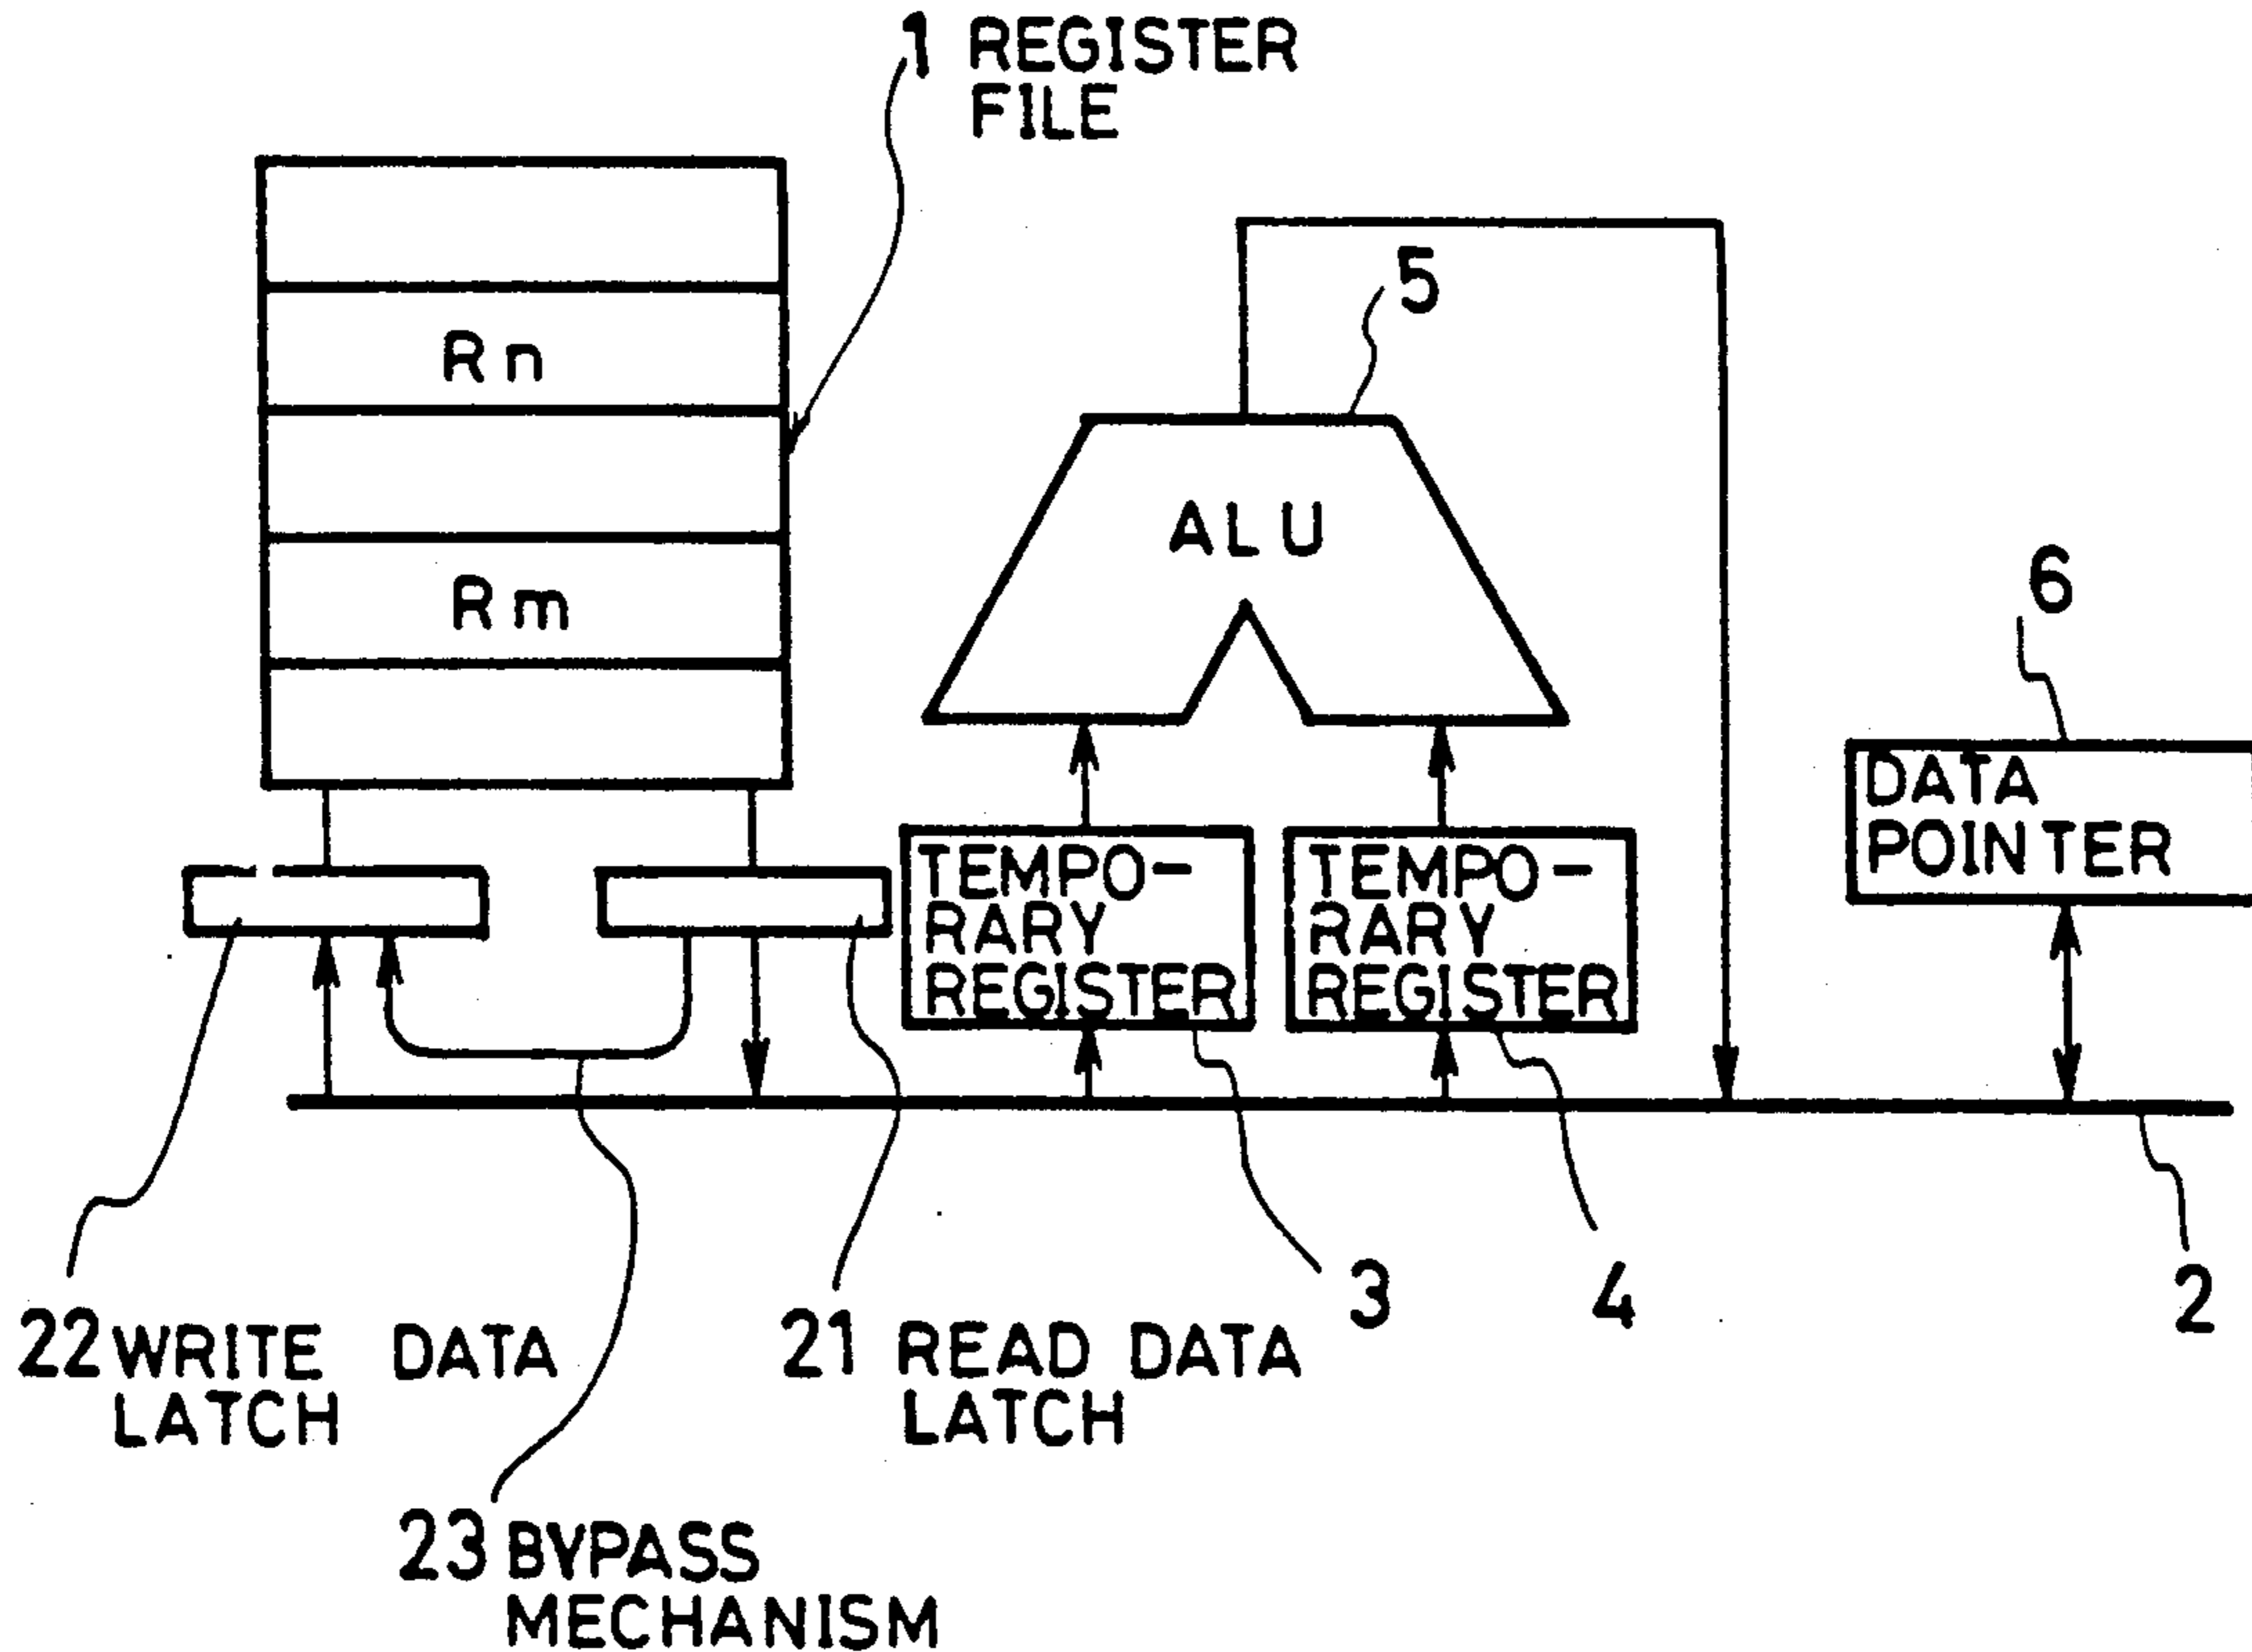 1 REGISTER
FILE
5
Rn
ALU
6
Rm
DATA
POINTER
TEMPO-
RARY
REGISTER
TEMPO-
RARY
REGISTER
3
4
2
22 WRITE DATA
LATCH
21 READ DATA
LATCH
23 BYPASS
MECHANISM